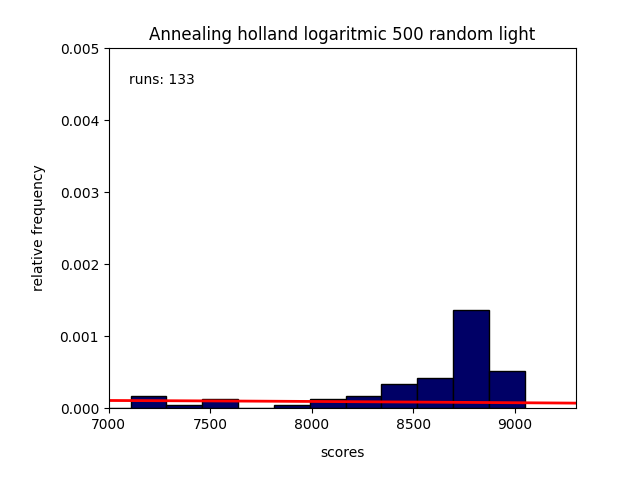 Annealing holland logaritmic 500 random light
runs: 133
relative frequency
0.005
0.004
0.003
0.002
0.001
0.000
7000 7500 8000 8500 9000
scores